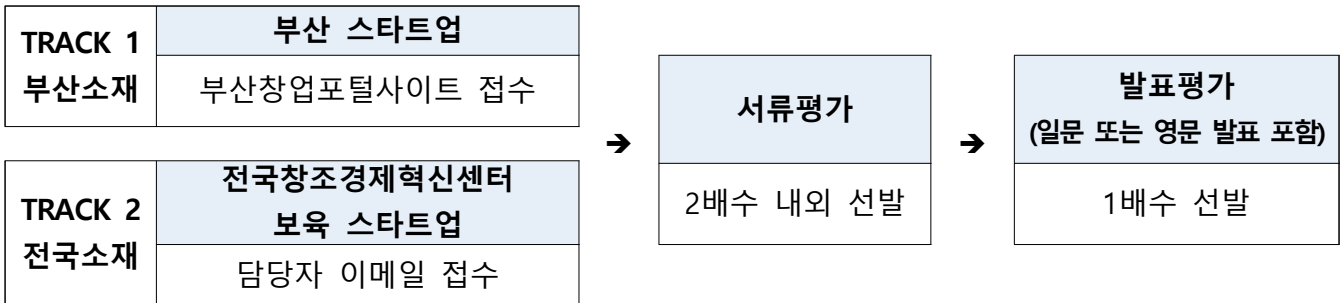 TRACK 1
부산소재
부산 스타트업
부산창업포털사이트 접수
TRACK 2
전국소재
전국창조경제혁신센터
보육 스타트업
담당자 이메일 접수
➔
서류평가
2배수 내외 선발
➔
발표평가
(일문 또는 영문 발표 포함)
1배수 선발